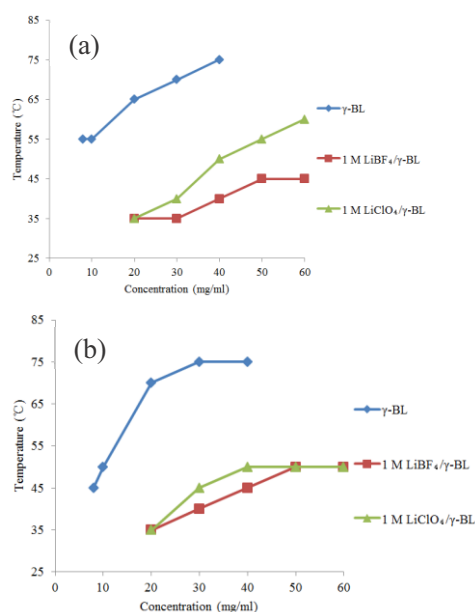 (a)
85
75
65
55
45
35
25
Temperature (℃)
0 10 20 30 40 50 60
Concentration (mg/ml)
γ-BL
1 M LiBF₄/γ-BL
1 M LiClO₄/γ-BL
(b)
85
75
65
55
45
35
25
Temperature (℃)
0 10 20 30 40 50 60
Concentration (mg/ml)
γ-BL
1 M LiBF₄/γ-BL
1 M LiClO₄/γ-BL